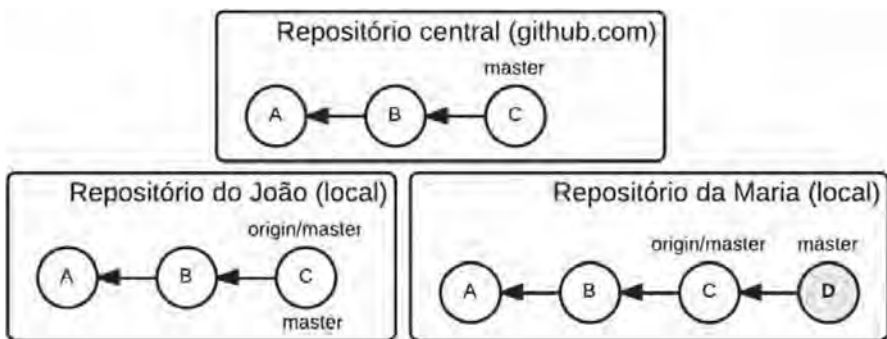 Repositório central (github.com)
master
A B C
Repositório do João (local)
origin/master
A B C
master
Repositório da Maria (local)
origin/master master
A B C D